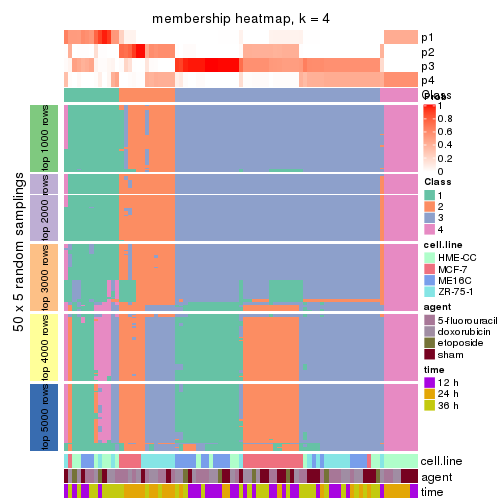 membership heatmap, k = 4
p1
p2
p3
p4
Class
Prob
1
0.8
0.6
0.4
0.2
0
Class
1
2
3
4
cell.line
HME-CC
MCF-7
ME16C
ZR-75-1
agent
5-fluorouracil
doxorubicin
etoposide
sham
time
12 h
24 h
36 h
50 x 5 random samplings
top 1000 rows
top 2000 rows
top 3000 rows
top 4000 rows
top 5000 rows
cell.line
agent
time